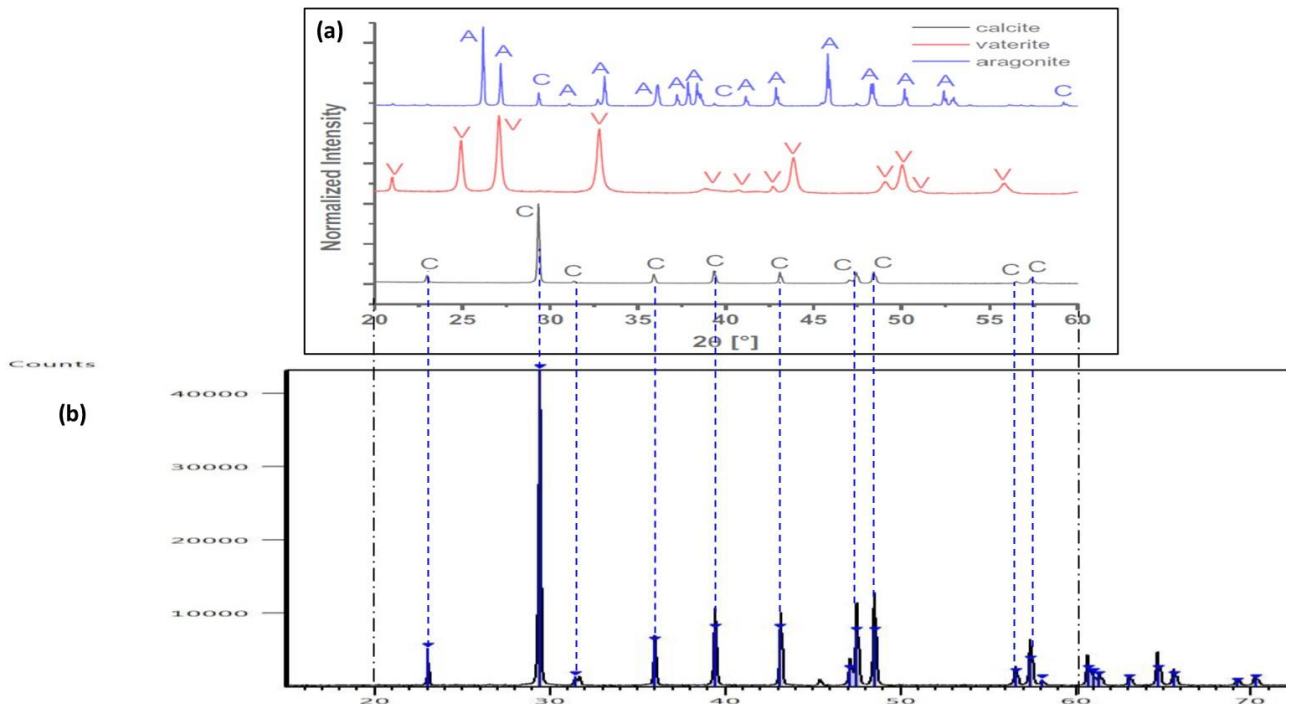 (a)
calcite
vaterite
aragonite
A A C A A A A A C A A A A A A C
V V V V V V V V V V V V
C C C C C C C C C C
Normalized Intensity
20 25 30 35 40 45 50 55 60
2θ [°]
Counts
(b)
40000
30000
20000
10000
20 30 40 50 60 70